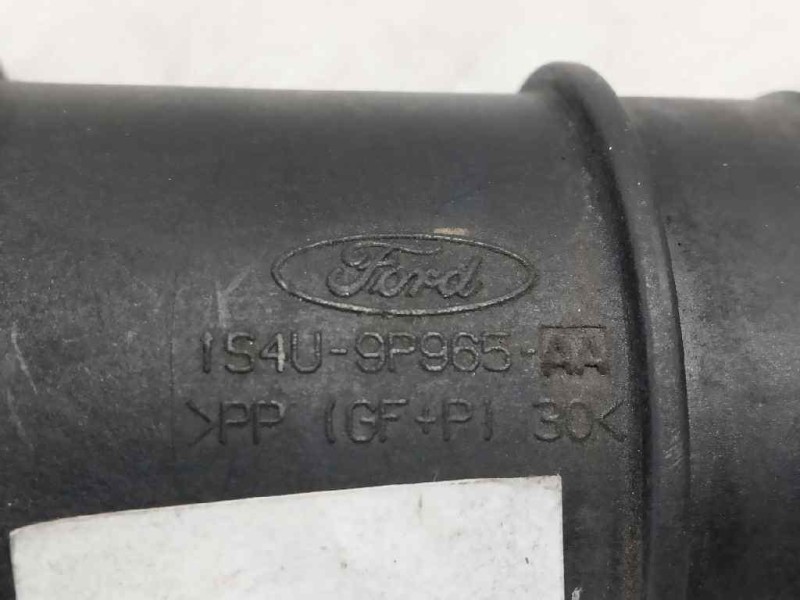 Ford
1S4U-9P965-AA
>PP (GF+P) 30<